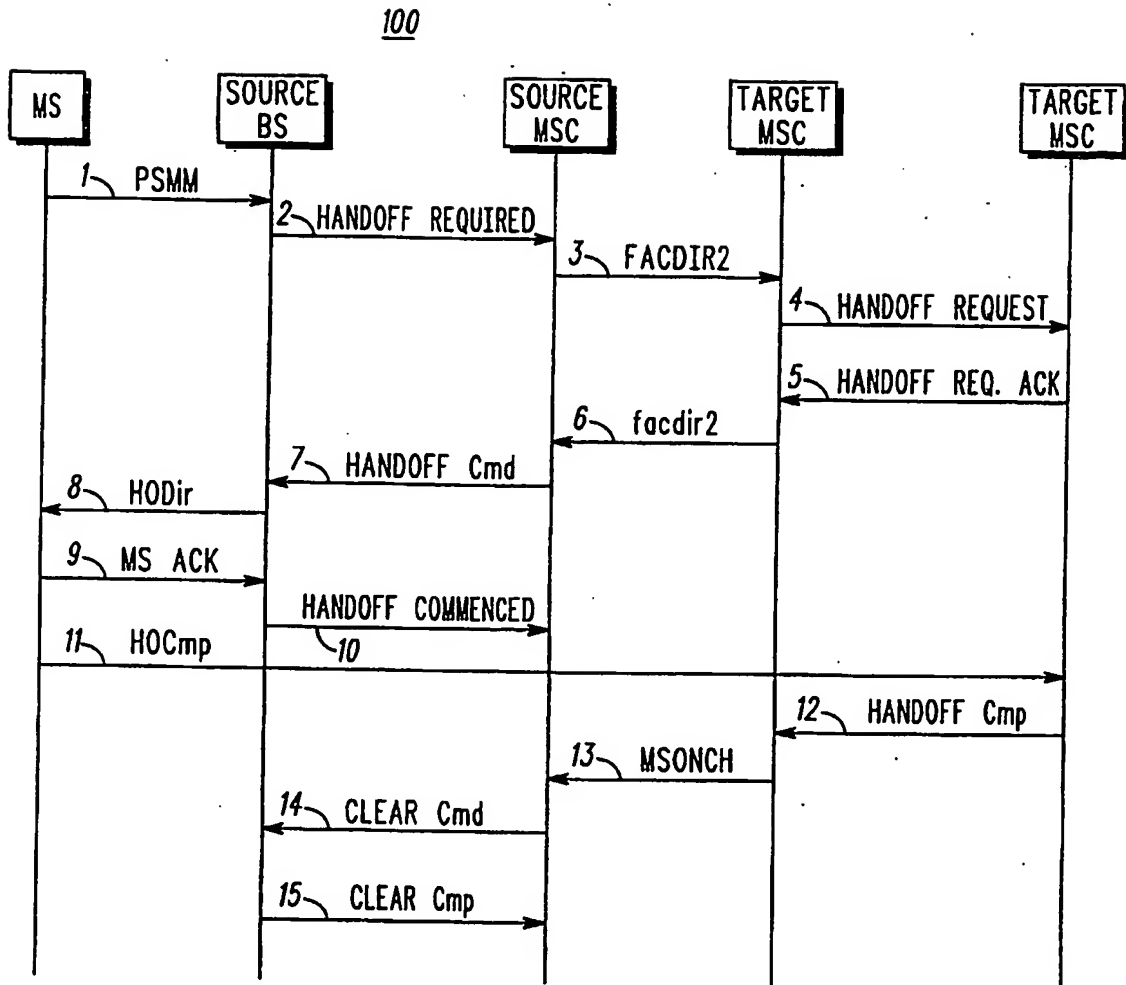 100
MS
SOURCE
BS
SOURCE
MSC
TARGET
MSC
TARGET
MSC
1 PSMM
2 HANDOFF REQUIRED
3 FACDIR2
4 HANDOFF REQUEST
5 HANDOFF REQ. ACK
6 facdir2
7 HANDOFF Cmd
8 HODir
9 MS ACK
HANDOFF COMMENCED
10
11 HOCmp
12 HANDOFF Cmp
13 MSONCH
14 CLEAR Cmd
15 CLEAR Cmp